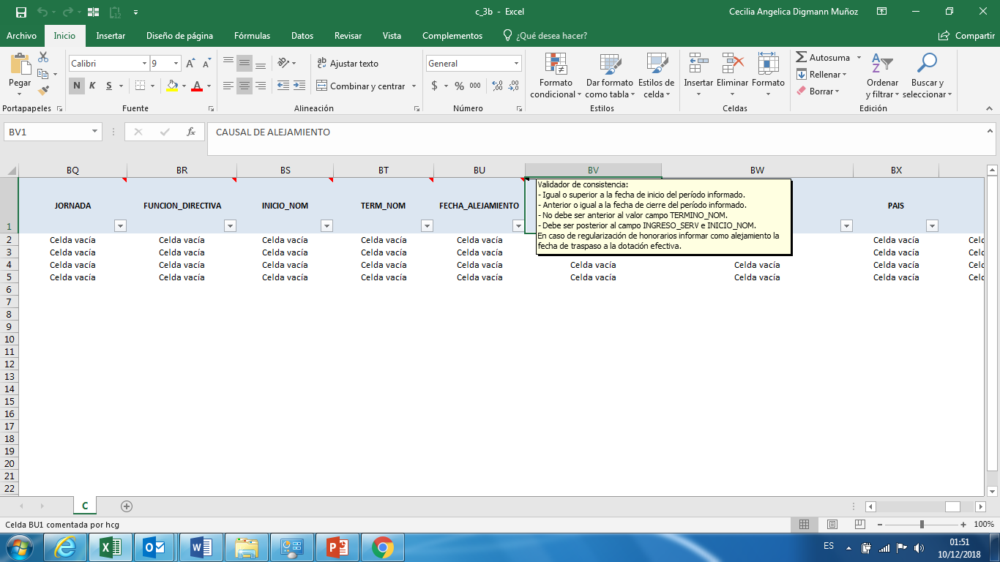 c_3b - Excel
Cecilia Angelica Digmann Muñoz
Archivo Inicio Insertar Diseño de página Fórmulas Datos Revisar Vista Complementos ¿Qué desea hacer? Compartir
Pegar
Calibri 9
Ajustar texto
General
Formato condicional
Dar formato como tabla
Estilos de celda
Insertar Eliminar Formato
Autosuma
Rellenar
Borrar
Ordenar y filtrar
Buscar y seleccionar
N K S
Combinar y centrar
$ % 000
Portapapeles Fuente Alineación Número Estilos Celdas Edición
BV1 fx CAUSAL DE ALEJAMIENTO
BQ BR BS BT BU BV BW BX
1 JORNADA FUNCION_DIRECTIVA INICIO_NOM TERM_NOM FECHA_ALEJAMIENTO PAIS
Validador de consistencia:
- Igual o superior a la fecha de inicio del período informado.
- Anterior o igual a la fecha de cierre del período informado.
- No debe ser anterior al valor campo TERMINO_NOM.
- Debe ser posterior al campo INGRESO_SERV e INICIO_NOM.
En caso de regularización de honorarios informar como alejamiento la
fecha de traspaso a la dotación efectiva.
2 Celda vacía Celda vacía Celda vacía Celda vacía Celda vacía Celda vacía
3 Celda vacía Celda vacía Celda vacía Celda vacía Celda vacía Celda vacía
4 Celda vacía Celda vacía Celda vacía Celda vacía Celda vacía Celda vacía Celda vacía Celda vacía
5 Celda vacía Celda vacía Celda vacía Celda vacía Celda vacía Celda vacía Celda vacía Celda vacía
6
7
8
9
10
11
12
13
14
15
16
17
18
19
20
21
22
C
Celda BU1 comentada por hcg
100%
ES
01:51
10/12/2018